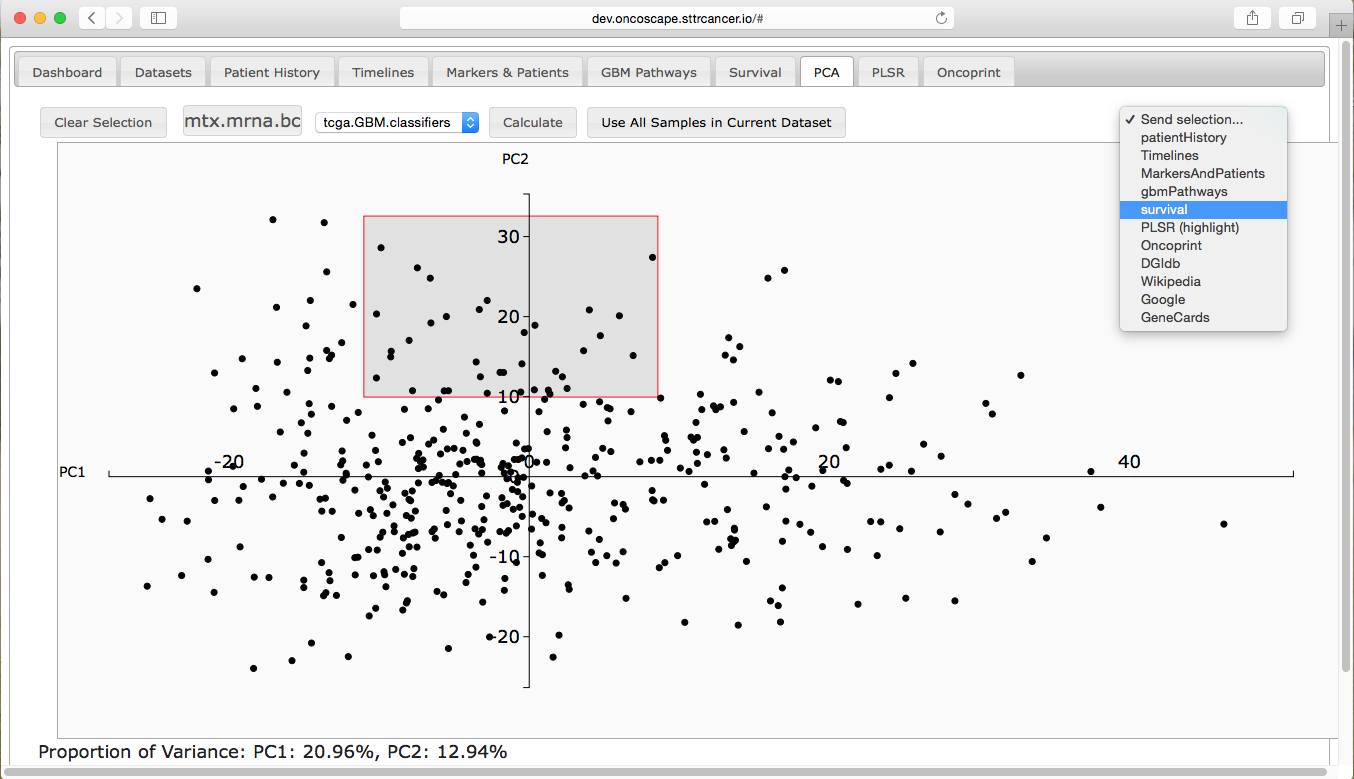 dev.oncoscape.sttrcancer.io/#
Dashboard Datasets Patient History Timelines Markers & Patients GBM Pathways Survival PCA PLSR Oncoprint
Clear Selection mtx.mrna.bc tcga.GBM.classifiers Calculate Use All Samples in Current Dataset
✓ Send selection...
patientHistory
Timelines
MarkersAndPatients
gbmPathways
survival
PLSR (highlight)
Oncoprint
DGIdb
Wikipedia
Google
GeneCards
PC2
30
20
10
PC1 -20 0 20 40
-10
-20
Proportion of Variance: PC1: 20.96%, PC2: 12.94%